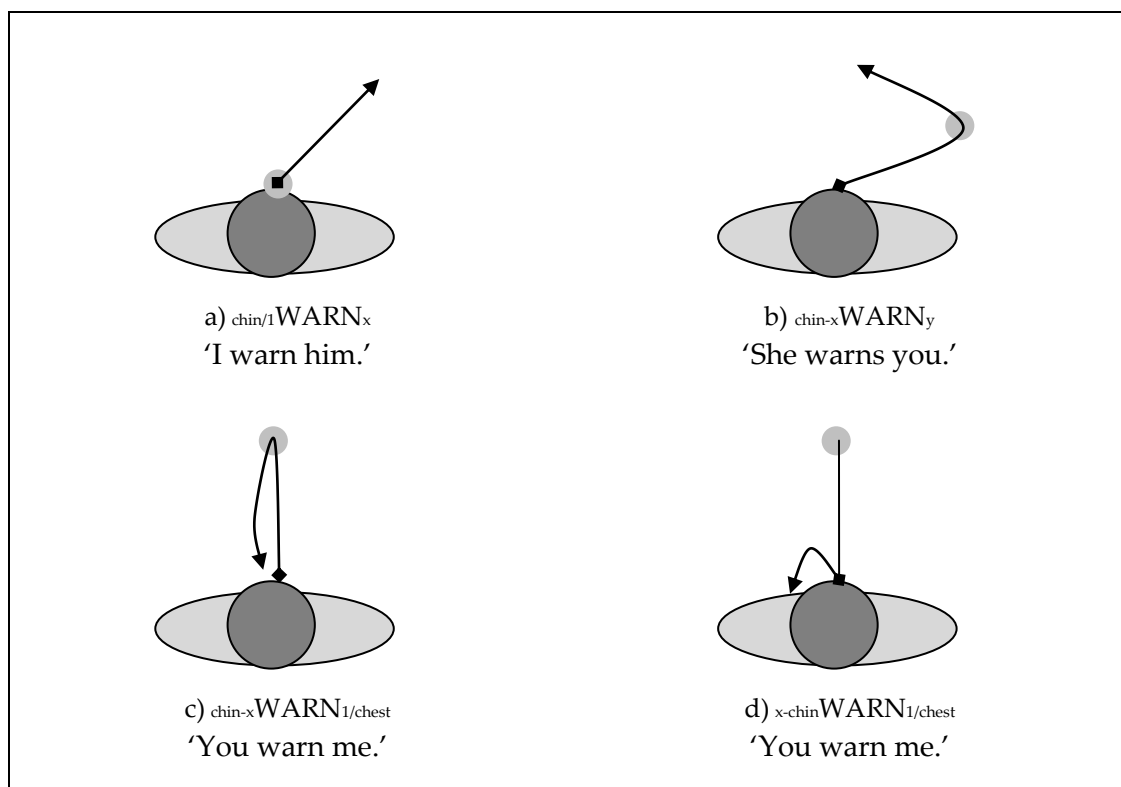 a) chin/1WARNx
‘I warn him.’
b) chin-xWARNy
‘She warns you.’
c) chin-xWARN1/chest
‘You warn me.’
d) x-chinWARN1/chest
‘You warn me.’